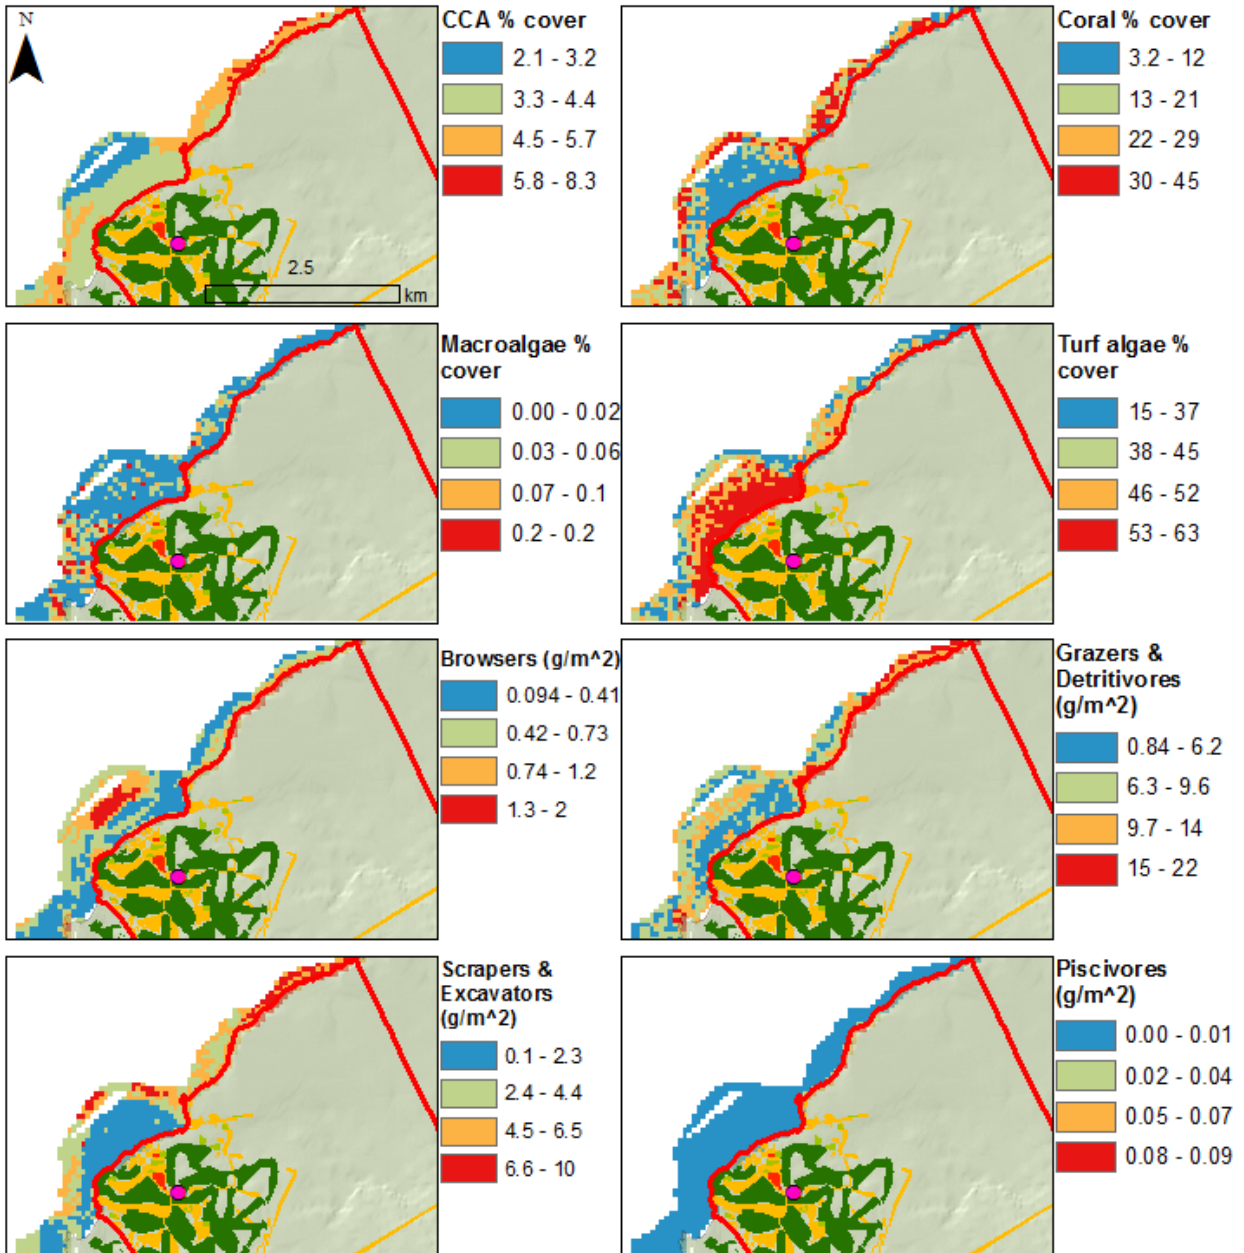 N
CCA % cover
2.1 - 3.2
3.3 - 4.4
4.5 - 5.7
5.8 - 8.3
2.5
km
Coral % cover
3.2 - 12
13 - 21
22 - 29
30 - 45
Macroalgae %
cover
0.00 - 0.02
0.03 - 0.06
0.07 - 0.1
0.2 - 0.2
Turf algae %
cover
15 - 37
38 - 45
46 - 52
53 - 63
Browsers (g/m^2)
0.094 - 0.41
0.42 - 0.73
0.74 - 1.2
1.3 - 2
Grazers &
Detritivores
(g/m^2)
0.84 - 6.2
6.3 - 9.6
9.7 - 14
15 - 22
Scrapers &
Excavators
(g/m^2)
0.1 - 2.3
2.4 - 4.4
4.5 - 6.5
6.6 - 10
Piscivores
(g/m^2)
0.00 - 0.01
0.02 - 0.04
0.05 - 0.07
0.08 - 0.09